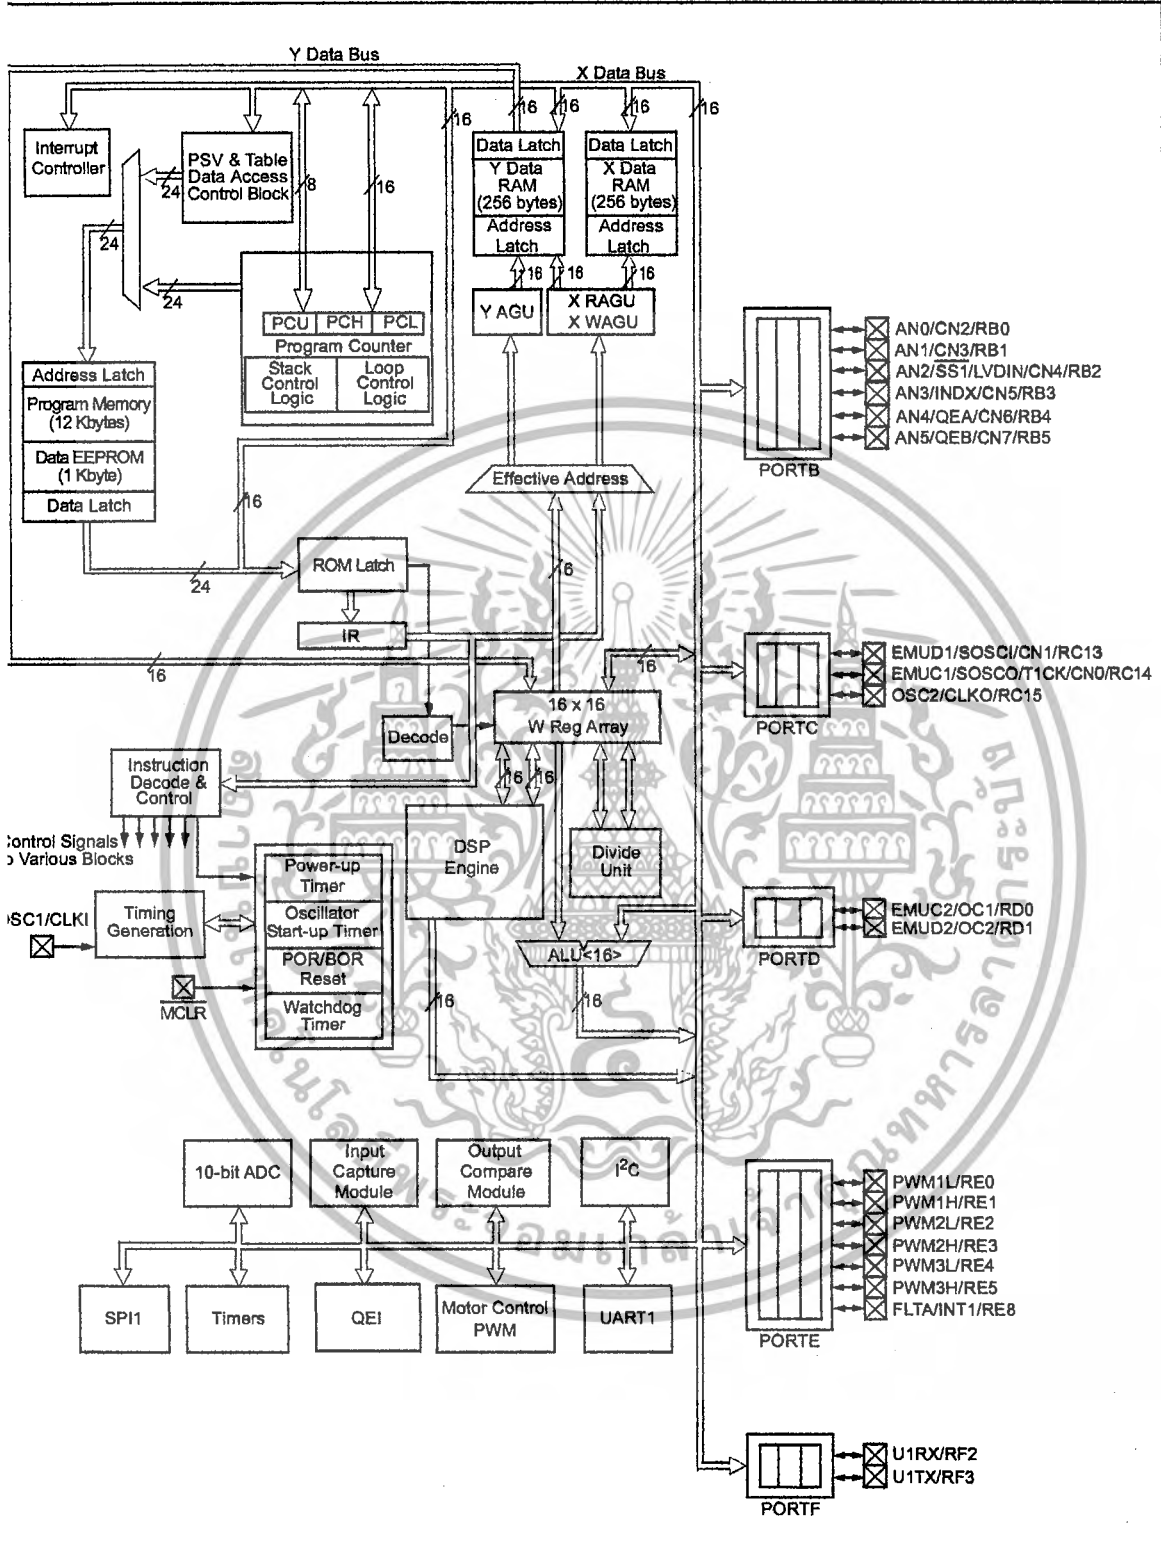 Y Data Bus
X Data Bus
16
16
16
16
16
Interrupt
Controller
PSV & Table
Data Access
Control Block
24
8
16
24
24
Data Latch
Y Data
RAM
(256 bytes)
Address
Latch
Data Latch
X Data
RAM
(256 bytes)
Address
Latch
16
16
16
Y AGU
X RAGU
X WAGU
PCU
PCH
PCL
Program Counter
Stack
Control
Logic
Loop
Control
Logic
Address Latch
Program Memory
(12 Kbytes)
Data EEPROM
(1 Kbyte)
Data Latch
16
24
Effective Address
ROM Latch
IR
16
16
16
16 x 16
W Reg Array
Decode
Instruction
Decode &
Control
16
16
Control Signals
o Various Blocks
Power-up
Timer
Oscillator
Start-up Timer
POR/BOR
Reset
Watchdog
Timer
DSP
Engine
Divide
Unit
SC1/CLKI
Timing
Generation
MCLR
ALU<16>
16
16
AN0/CN2/RB0
AN1/CN3/RB1
AN2/SS1/LVDIN/CN4/RB2
AN3/INDX/CN5/RB3
AN4/QEA/CN6/RB4
AN5/QEB/CN7/RB5
PORTB
EMUD1/SOSCI/CN1/RC13
EMUC1/SOSCO/T1CK/CN0/RC14
OSC2/CLKO/RC15
PORTC
EMUC2/OC1/RD0
EMUD2/OC2/RD1
PORTD
10-bit ADC
Input
Capture
Module
Output
Compare
Module
I²C
SPI1
Timers
QEI
Motor Control
PWM
UART1
PWM1L/RE0
PWM1H/RE1
PWM2L/RE2
PWM2H/RE3
PWM3L/RE4
PWM3H/RE5
FLTA/INT1/RE8
PORTE
U1RX/RF2
U1TX/RF3
PORTF